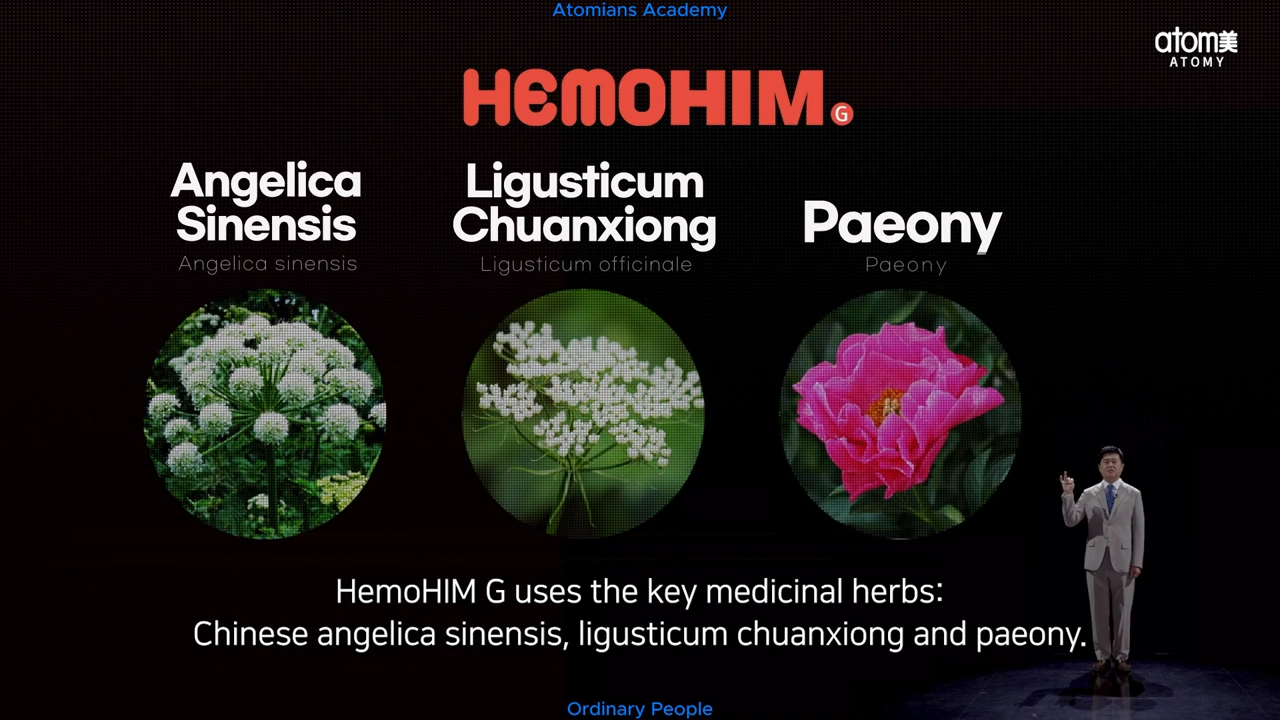 Atomians Academy
atom美
ATOMY
HEMOHIM G
Angelica
Sinensis
Angelica sinensis
Ligusticum
Chuanxiong
Ligusticum officinale
Paeony
Paeony
HemoHIM G uses the key medicinal herbs:
Chinese angelica sinensis, ligusticum chuanxiong and paeony.
Ordinary People